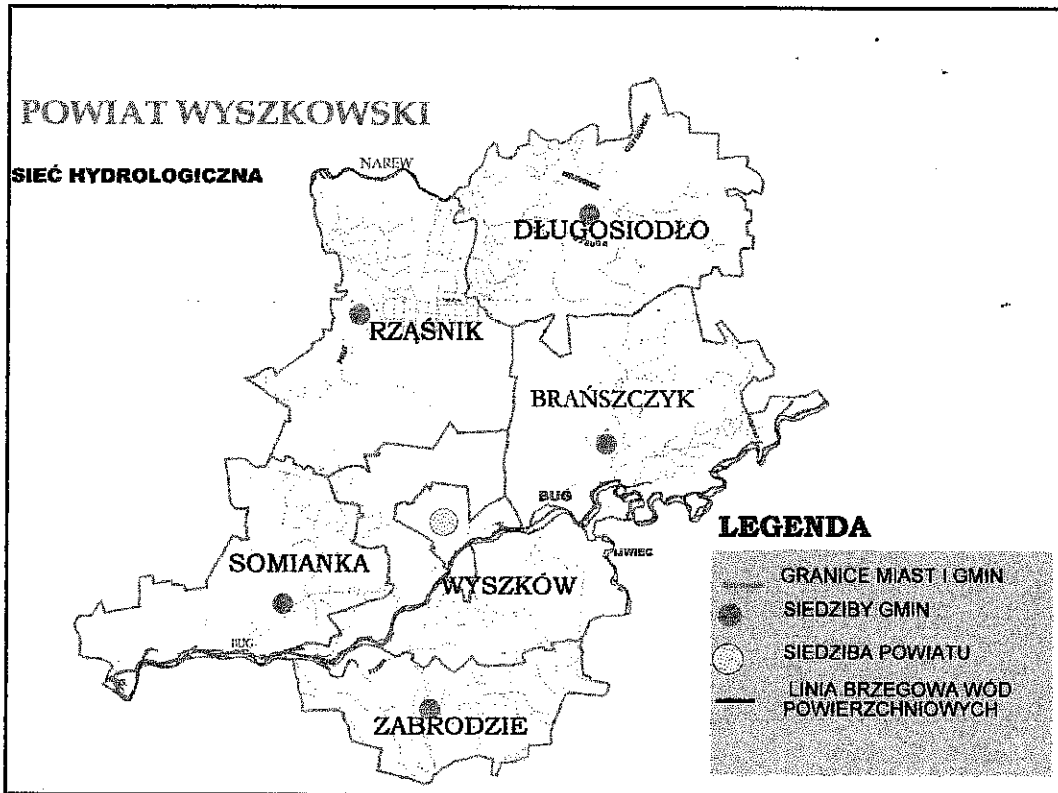 POWIAT WYSZKOWSKI
SIEĆ HYDROLOGICZNA
NAREW
DŁUGOSIODŁO
RZĄŚNIK
BRAŃSZCZYK
BUG
LIWIEC
SOMIANKA
WYSZKÓW
BUG
ZABRODZIE
LEGENDA
GRANICE MIAST I GMIN
SIEDZIBY GMIN
SIEDZIBA POWIATU
LINIA BRZEGOWA WÓD
POWIERZCHNIOWYCH